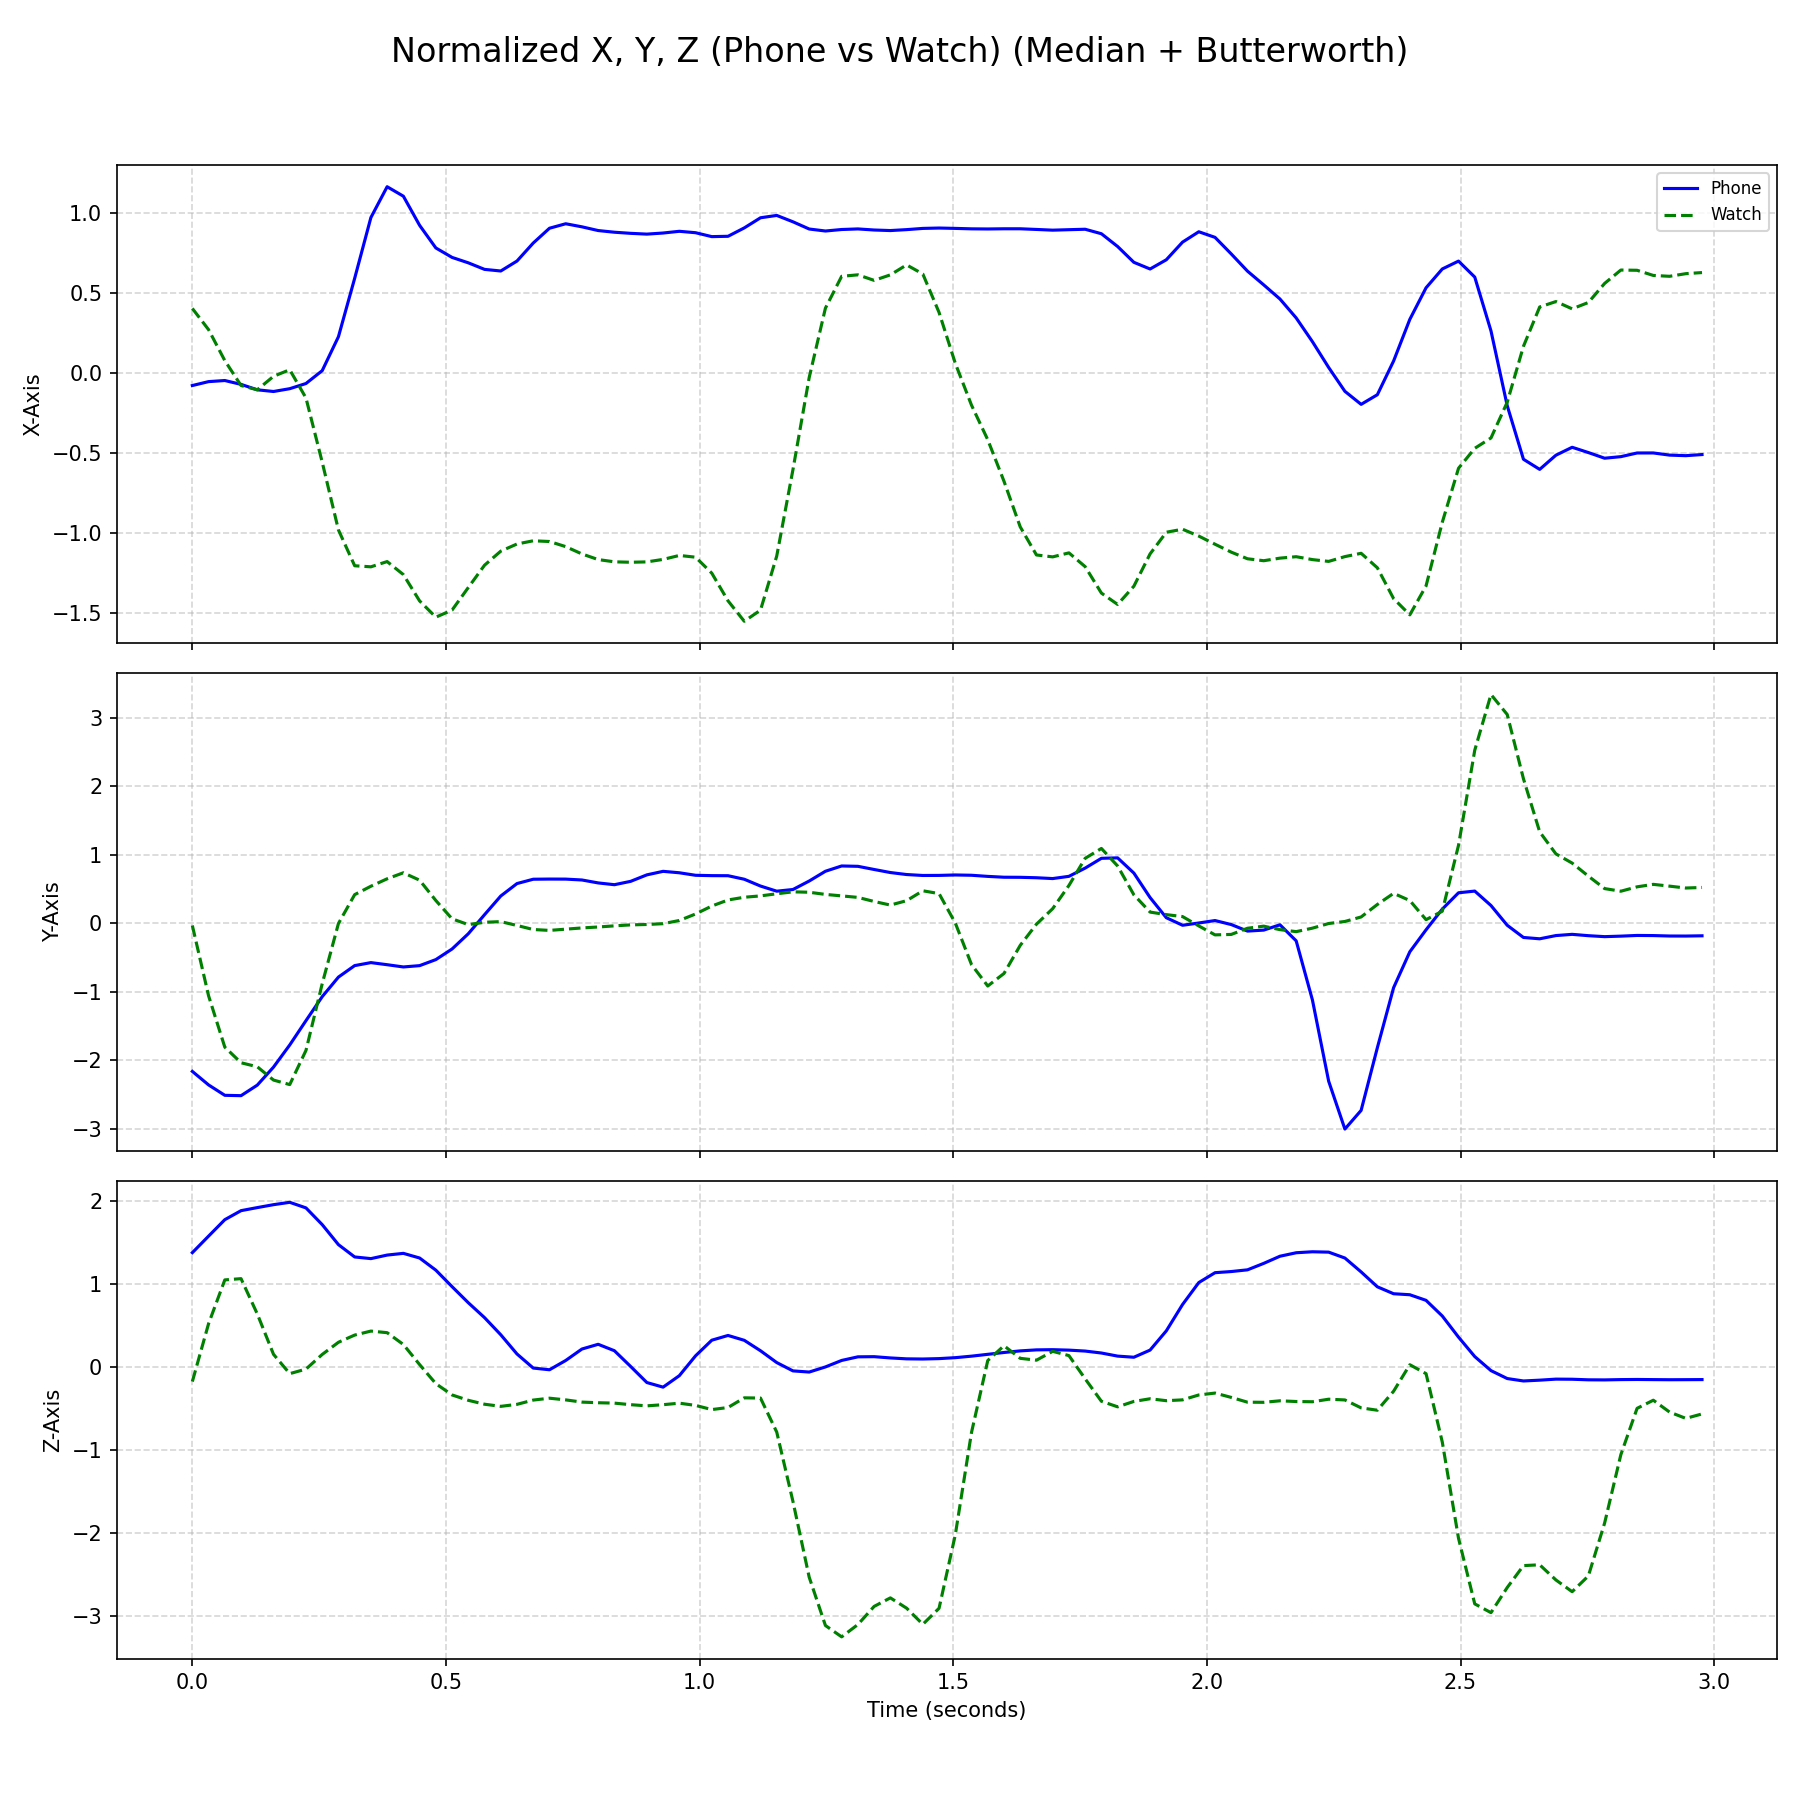 Normalized X, Y, Z (Phone vs Watch) (Median + Butterworth)
Phone
Watch
1.0
0.5
0.0
−0.5
−1.0
−1.5
X-Axis
3
2
1
0
−1
−2
−3
Y-Axis
2
1
0
−1
−2
−3
Z-Axis
0.0 0.5 1.0 1.5 2.0 2.5 3.0
Time (seconds)